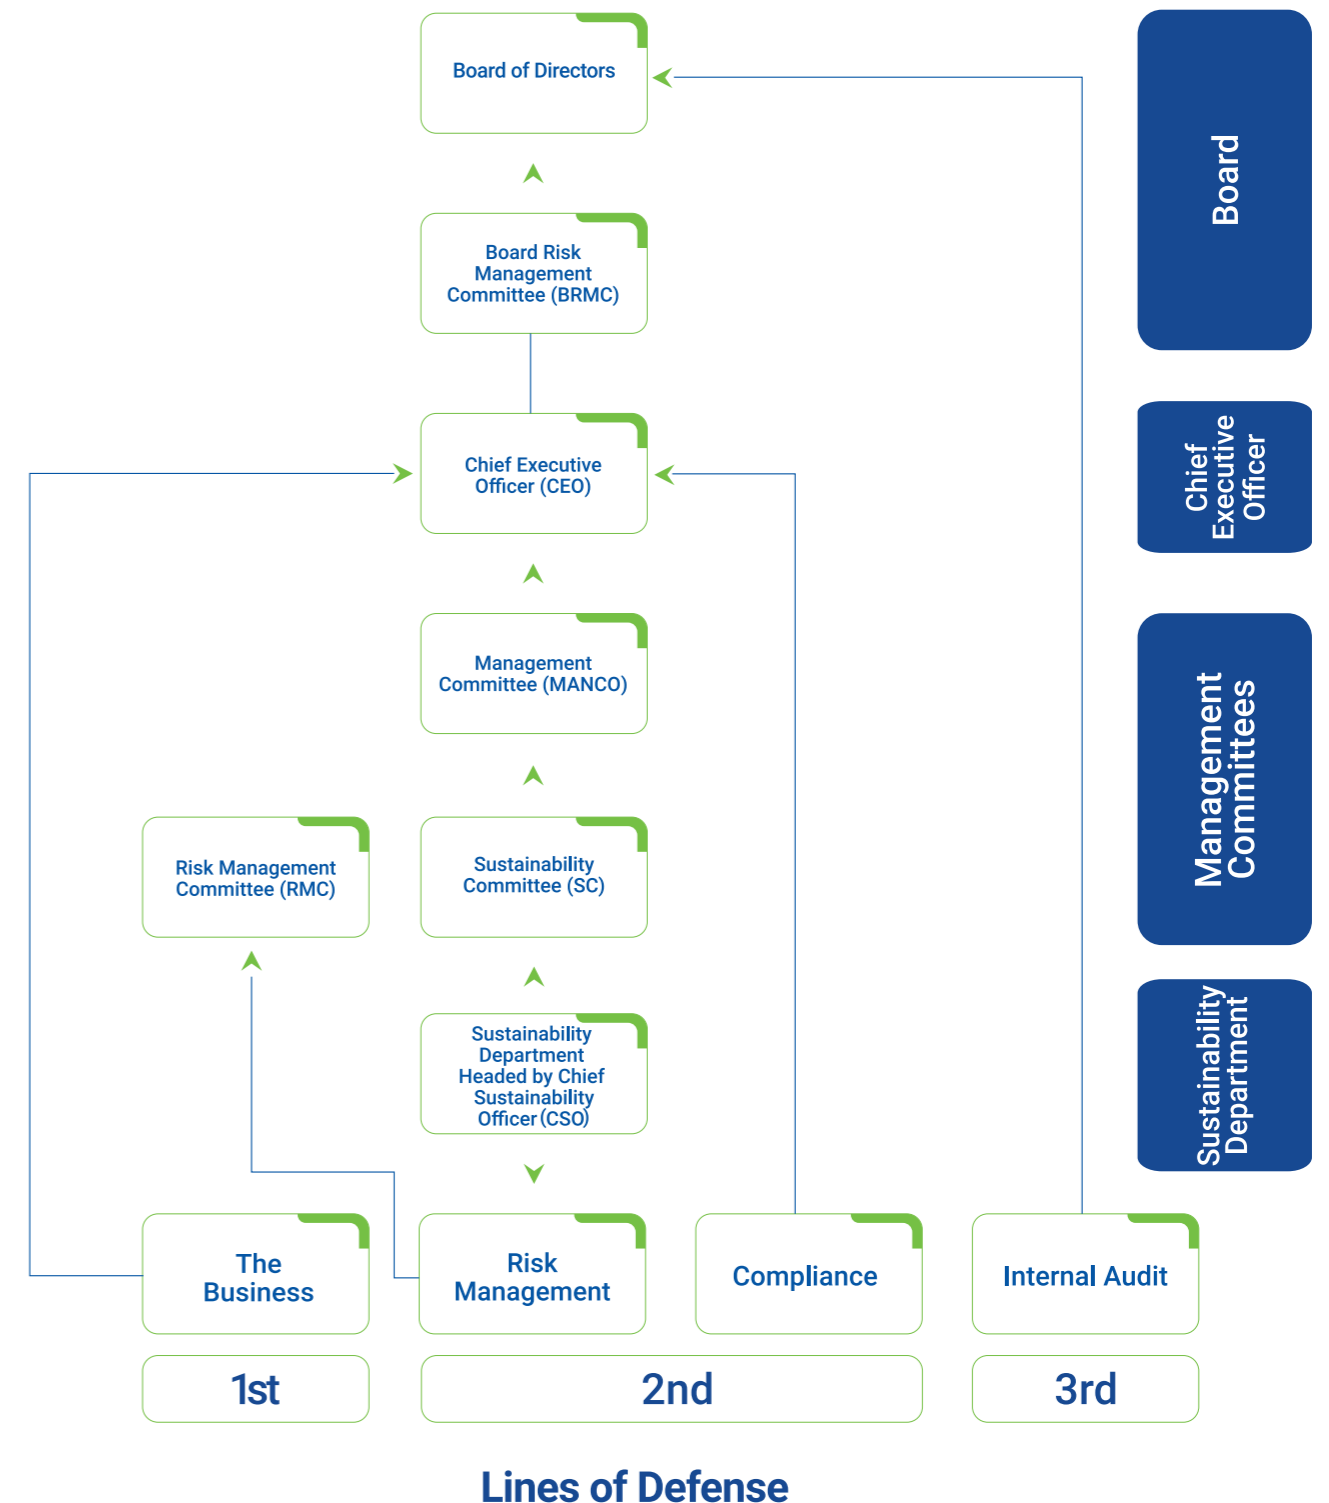 Board of Directors
Board Risk
Management
Committee (BRMC)
Chief Executive
Officer (CEO)
Management
Committee (MANCO)
Risk Management
Committee (RMC)
Sustainability
Committee (SC)
Sustainability
Department
Headed by Chief
Sustainability
Officer (CSO)
The
Business
Risk
Management
Compliance
Internal Audit
1st
2nd
3rd
Lines of Defense
Board
Chief
Executive
Officer
Management
Committees
Sustainability
Department